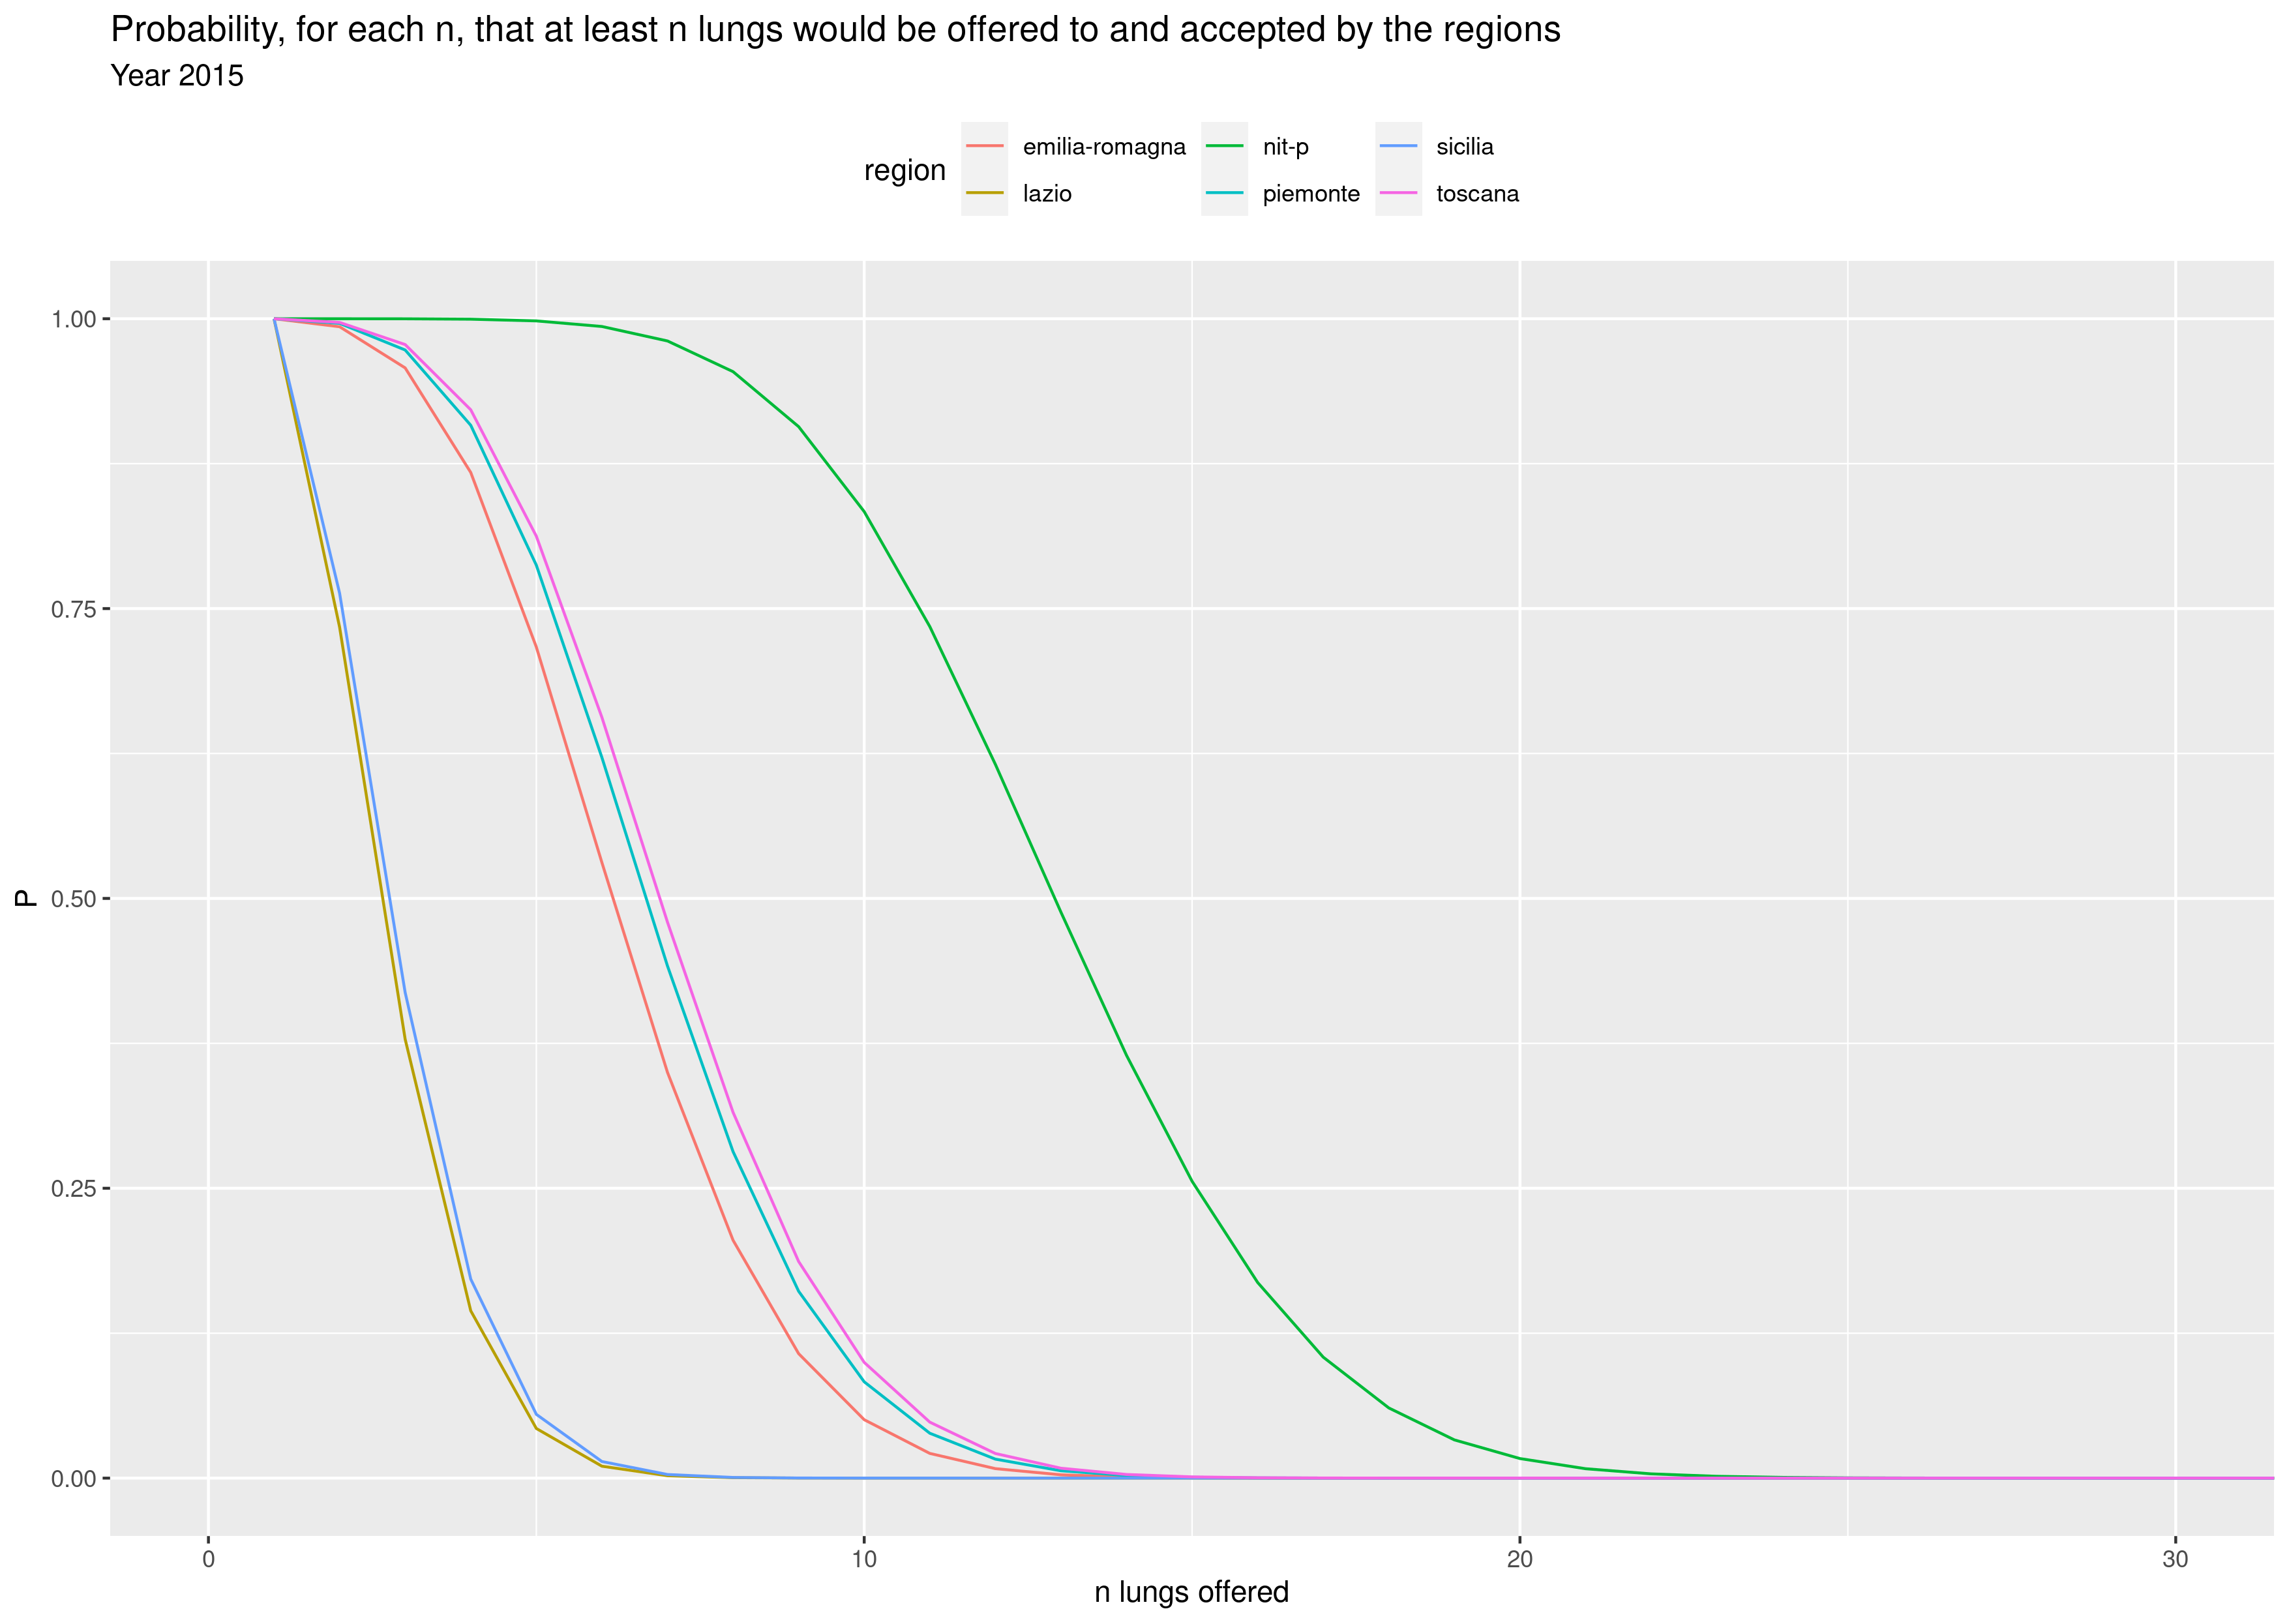 Probability, for each n, that at least n lungs would be offered to and accepted by the regions
Year 2015
region
emilia-romagna
nit-p
sicilia
lazio
piemonte
toscana
1.00
0.75
0.50
0.25
0.00
P
0
10
20
30
n lungs offered